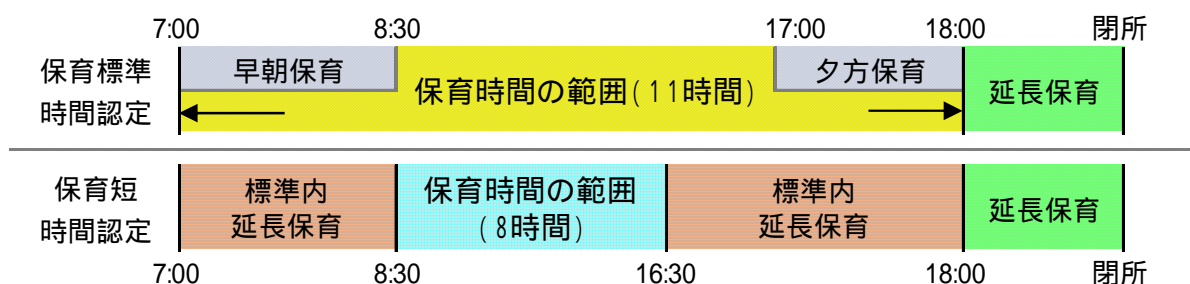 7:00 8:30 17:00 18:00 閉所
保育標準
時間認定
早朝保育
保育時間の範囲(11時間)
夕方保育
延長保育
保育短
時間認定
標準内
延長保育
保育時間の範囲
(8時間)
標準内
延長保育
延長保育
7:00 8:30 16:30 18:00 閉所